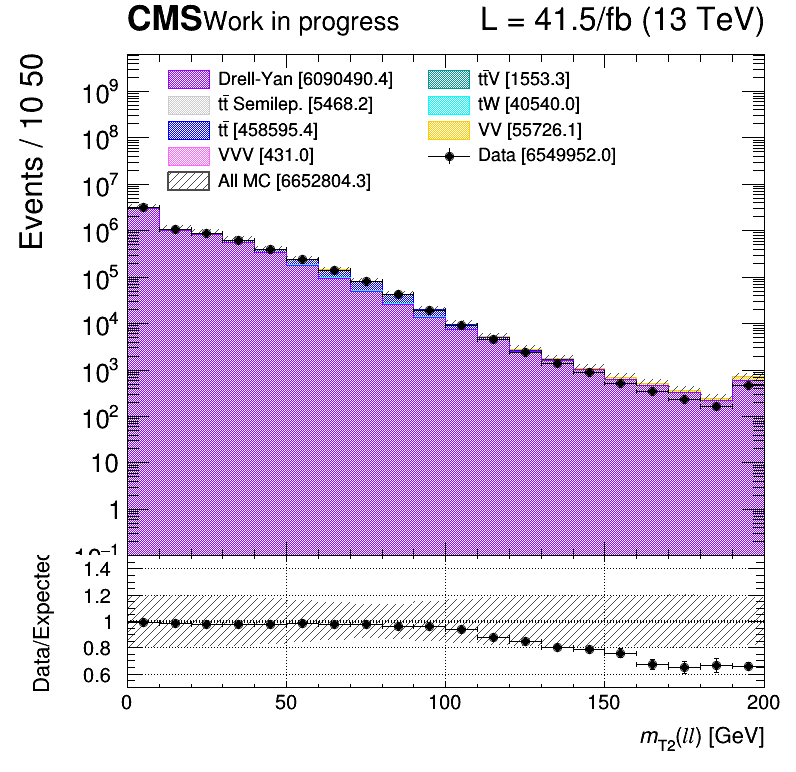 CMS Work in progress L = 41.5/fb (13 TeV)
Events / 10 50
Drell-Yan [6090490.4]
tt̄ Semilep. [5468.2]
tt̄ [458595.4]
VVV [431.0]
All MC [6652804.3]
tt̄V [1553.3]
tW [40540.0]
VV [55726.1]
Data [6549952.0]
10⁹
10⁸
10⁷
10⁶
10⁵
10⁴
10³
10²
10
1
10⁻¹
Data/Expected
1.4
1.2
1
0.8
0.6
0 50 100 150 200
m_T2(ll) [GeV]